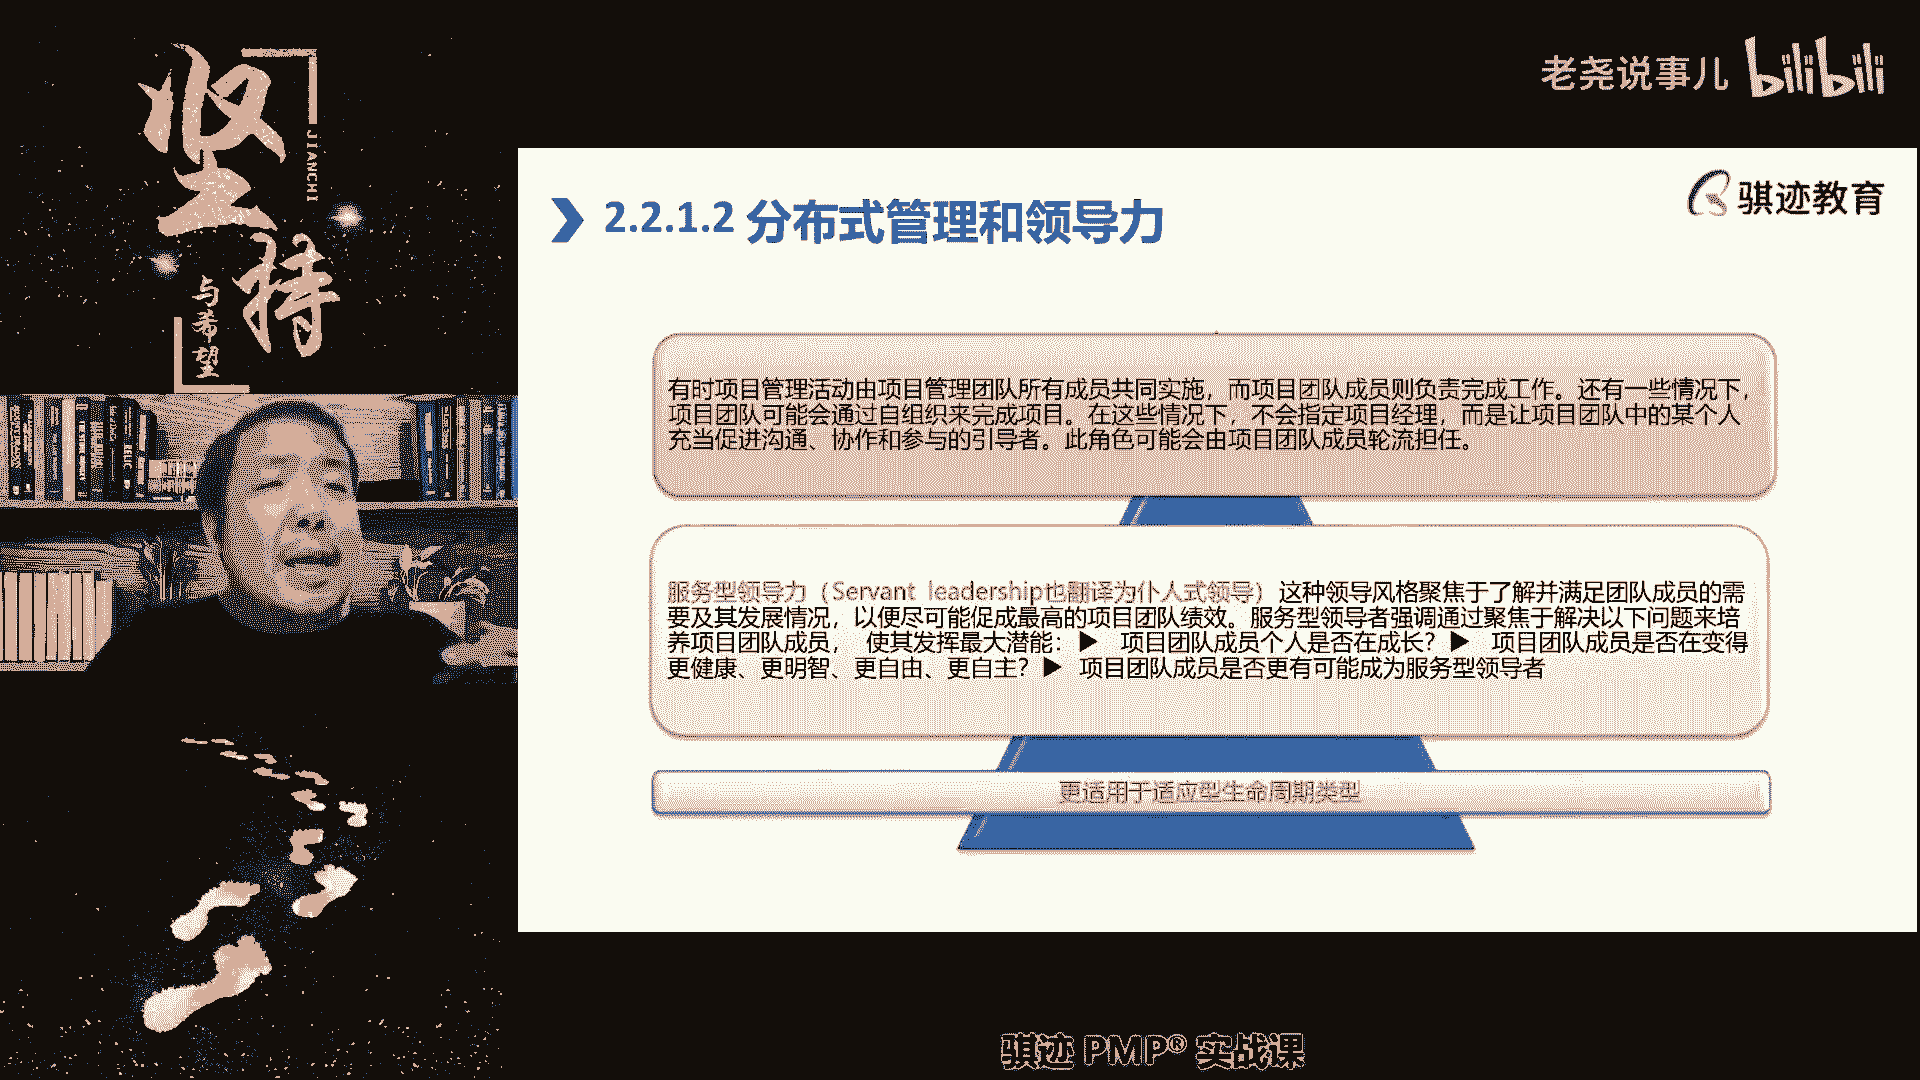 坚持
JIANCHI
与希望
老尧说事儿 bilibili
骐迹教育
2.2.1.2 分布式管理和领导力
有时项目管理活动由项目管理团队所有成员共同实施，而项目团队成员则负责完成工作。还有一些情况下，
项目团队可能会通过自组织来完成项目。在这些情况下，不会指定项目经理，而是让项目团队中的某个人
充当促进沟通、协作和参与的引导者。此角色可能会由项目团队成员轮流担任。
服务型领导力（Servant leadership也翻译为仆人式领导）这种领导风格聚焦于了解并满足团队成员的需
要及其发展情况，以便尽可能促成最高的项目团队绩效。服务型领导者强调通过聚焦于解决以下问题来培
养项目团队成员， 使其发挥最大潜能：▶ 项目团队成员个人是否在成长？▶ 项目团队成员是否在变得
更健康、更明智、更自由、更自主？▶ 项目团队成员是否更有可能成为服务型领导者
更适用于适应型生命周期类型
骐迹 PMP® 实战课